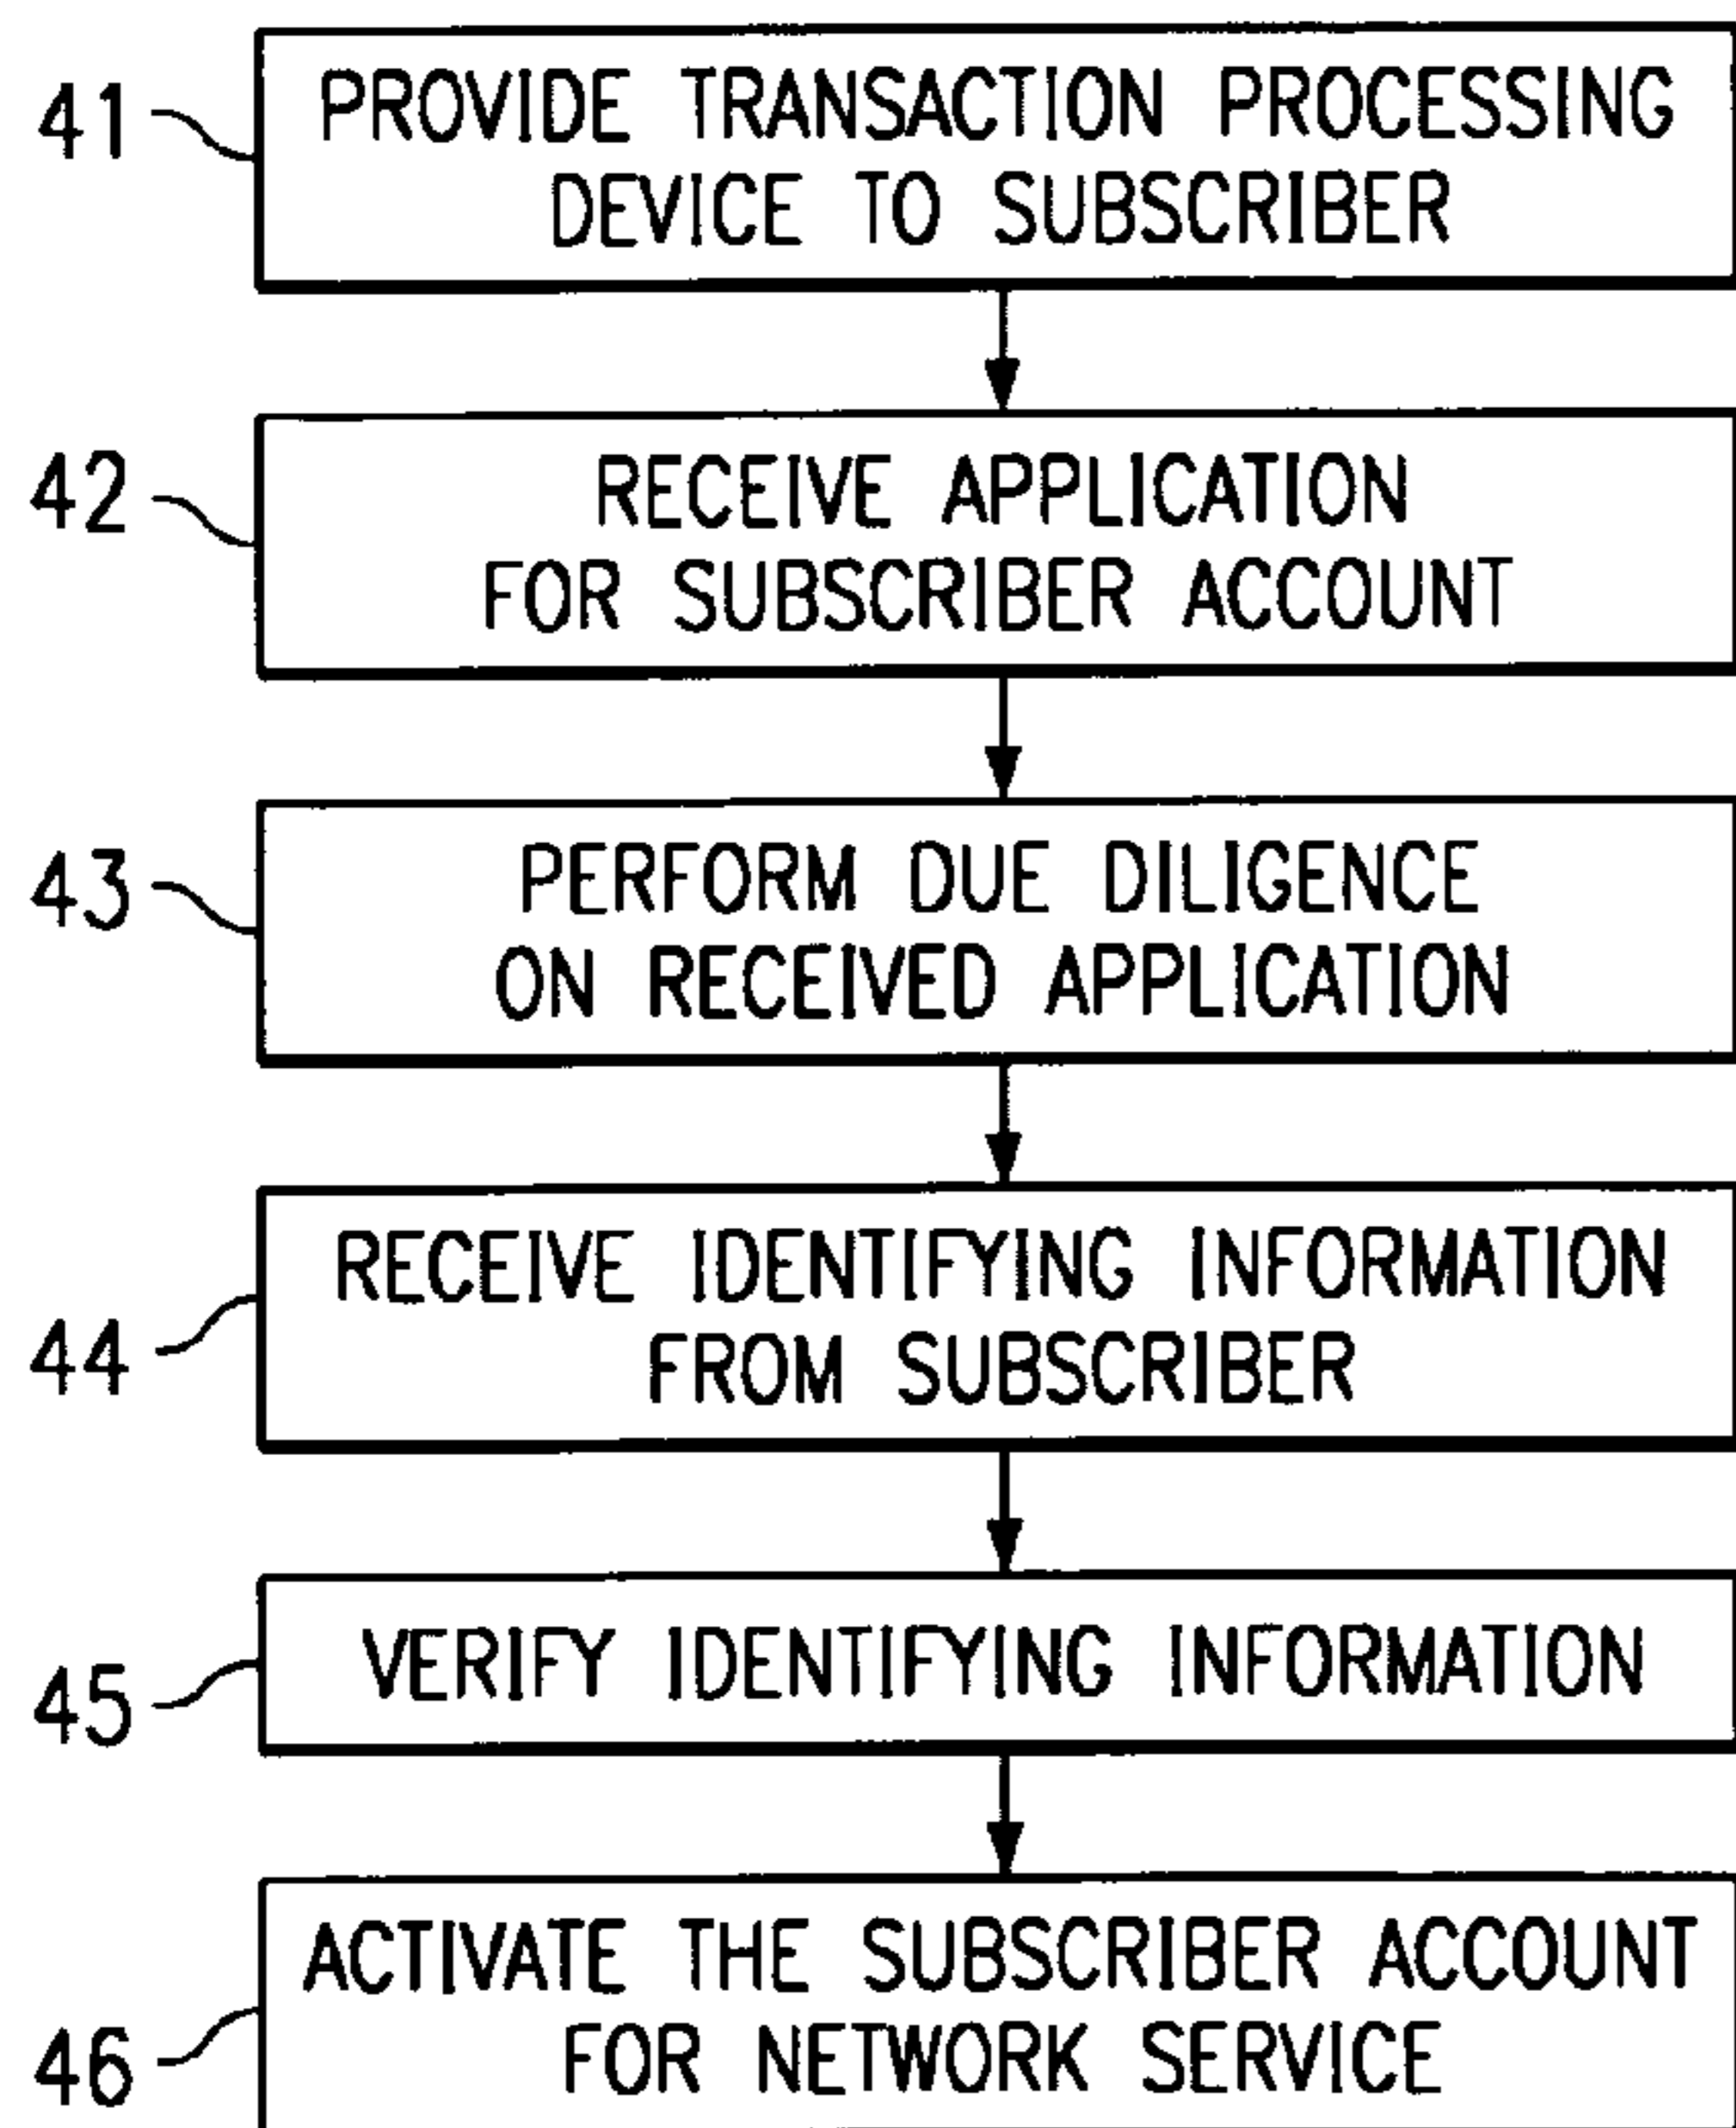 41
PROVIDE TRANSACTION PROCESSING
DEVICE TO SUBSCRIBER
42
RECEIVE APPLICATION
FOR SUBSCRIBER ACCOUNT
43
PERFORM DUE DILIGENCE
ON RECEIVED APPLICATION
44
RECEIVE IDENTIFYING INFORMATION
FROM SUBSCRIBER
45
VERIFY IDENTIFYING INFORMATION
46
ACTIVATE THE SUBSCRIBER ACCOUNT
FOR NETWORK SERVICE